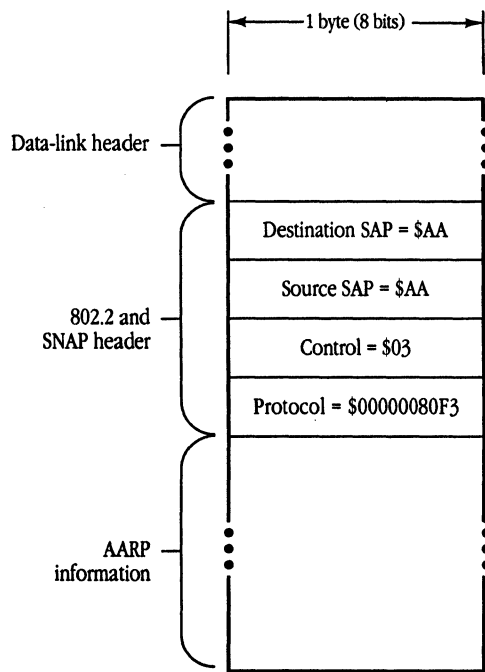 1 byte (8 bits)
Data-link header
Destination SAP = $AA
Source SAP = $AA
802.2 and
SNAP header
Control = $03
Protocol = $00000080F3
AARP
information